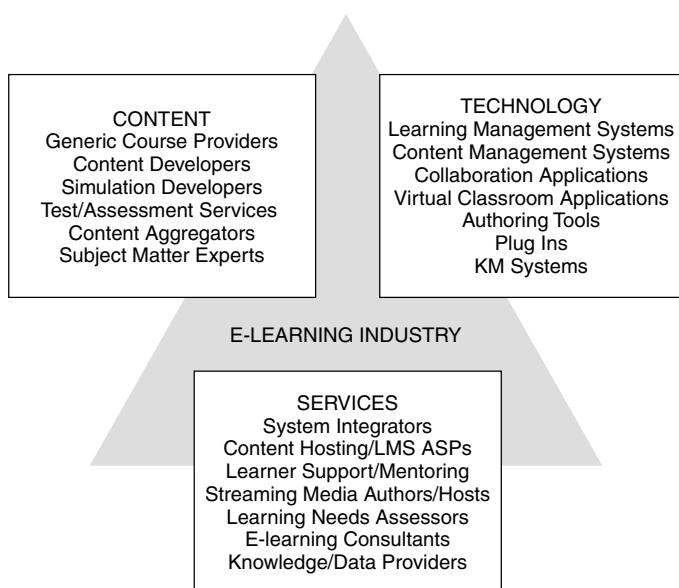 CONTENT
Generic Course Providers
Content Developers
Simulation Developers
Test/Assessment Services
Content Aggregators
Subject Matter Experts
TECHNOLOGY
Learning Management Systems
Content Management Systems
Collaboration Applications
Virtual Classroom Applications
Authoring Tools
Plug Ins
KM Systems
E-LEARNING INDUSTRY
SERVICES
System Integrators
Content Hosting/LMS ASPs
Learner Support/Mentoring
Streaming Media Authors/Hosts
Learning Needs Assessors
E-learning Consultants
Knowledge/Data Providers